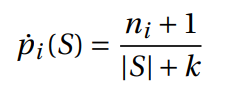 ṗᵢ(S) = (nᵢ + 1) / (|S| + k)